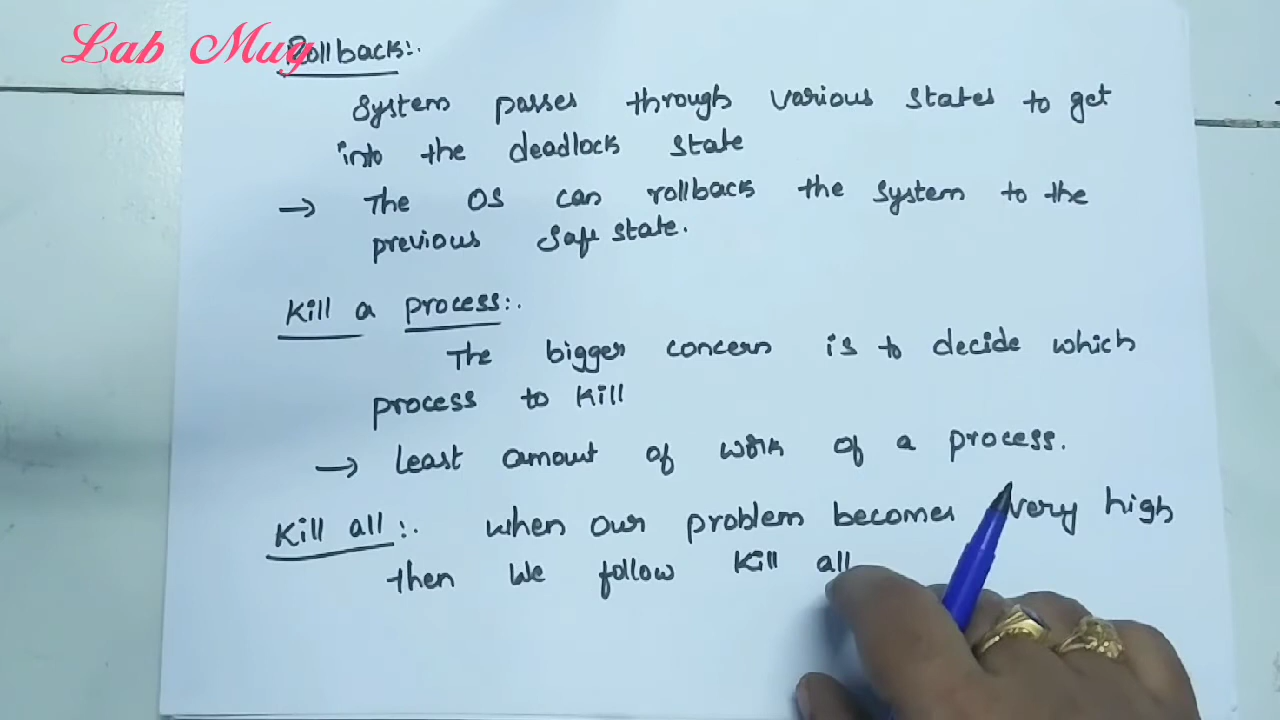 Lab Mug
Rollback:.
System passes through various states to get
into the deadlock state
→ The OS can rollback the system to the
previous safe state.
Kill a process:.
The bigger concern is to decide which
process to kill
→ Least amount of work of a process.
Kill all:. When our problem becomes very high
then we follow kill all